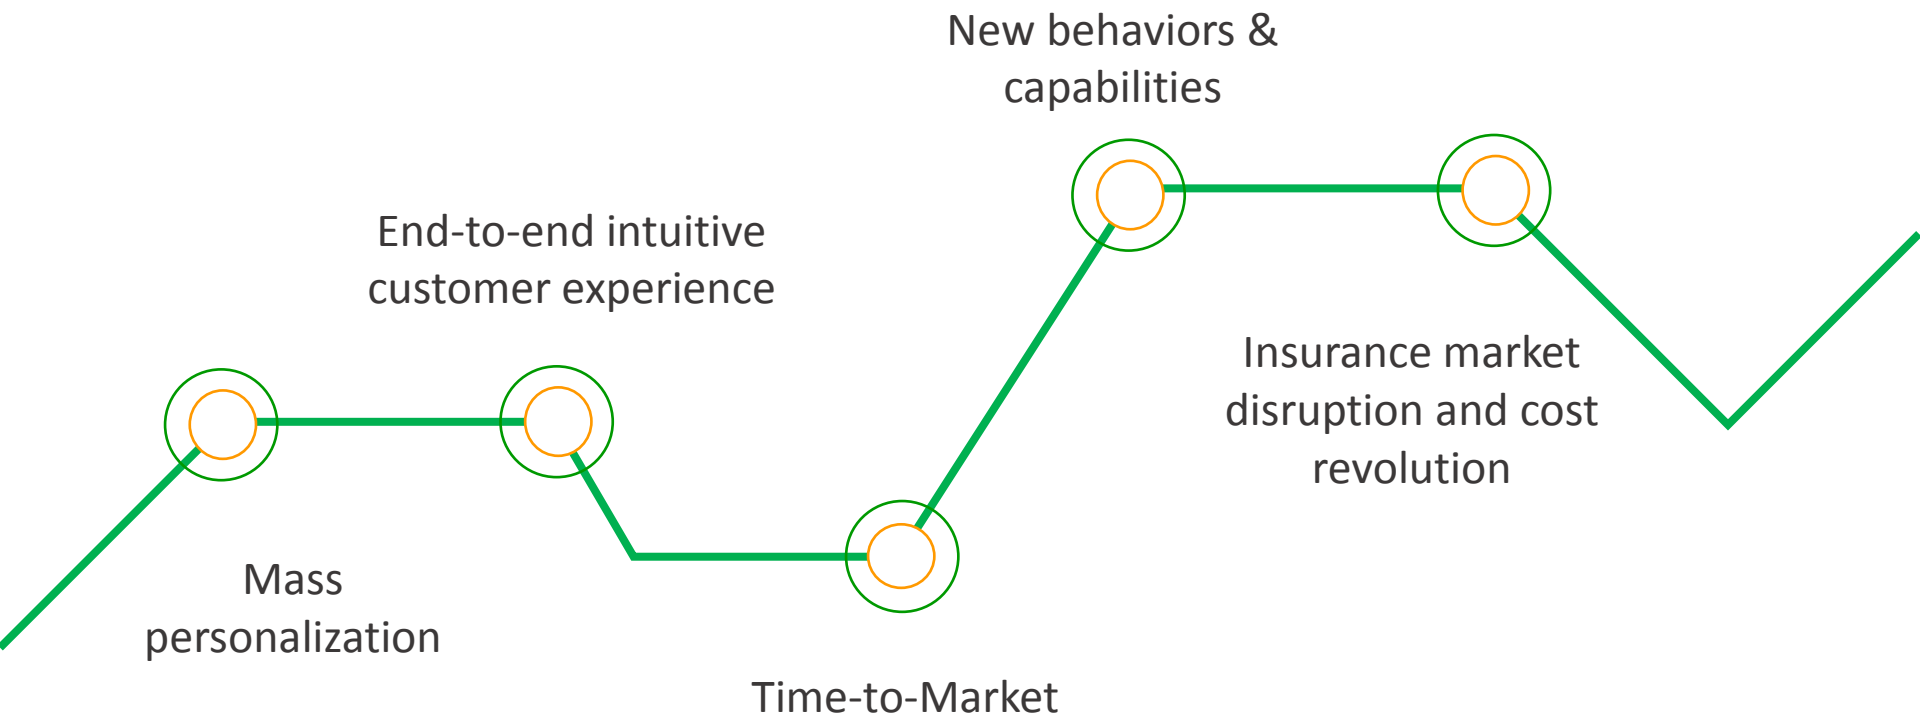 New behaviors &
capabilities
End-to-end intuitive
customer experience
Insurance market
disruption and cost
revolution
Mass
personalization
Time-to-Market